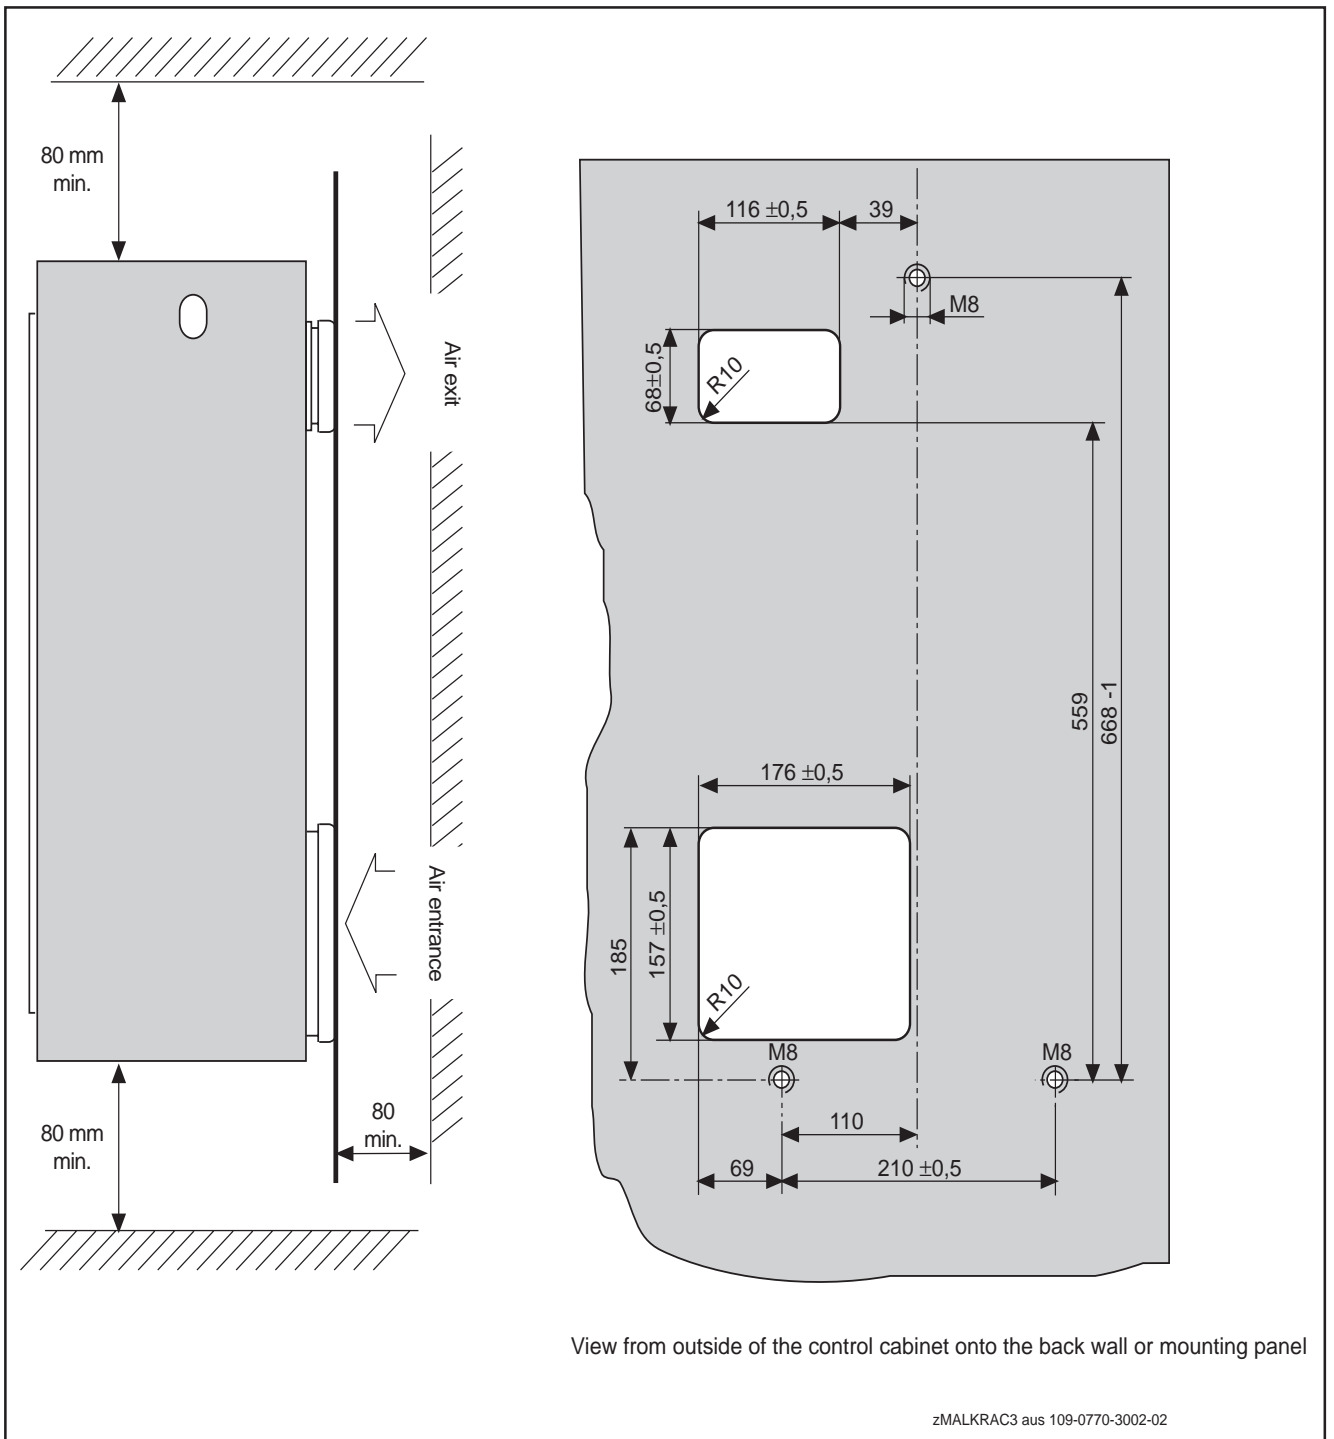 80 mm
min.
Air exit
Air entrance
80 mm
min.
80
min.
116 ±0,5
39
M8
68±0,5
R10
559
668 -1
176 ±0,5
185
157 ±0,5
R10
M8
M8
110
69
210 ±0,5
View from outside of the control cabinet onto the back wall or mounting panel
zMALKRAC3 aus 109-0770-3002-02